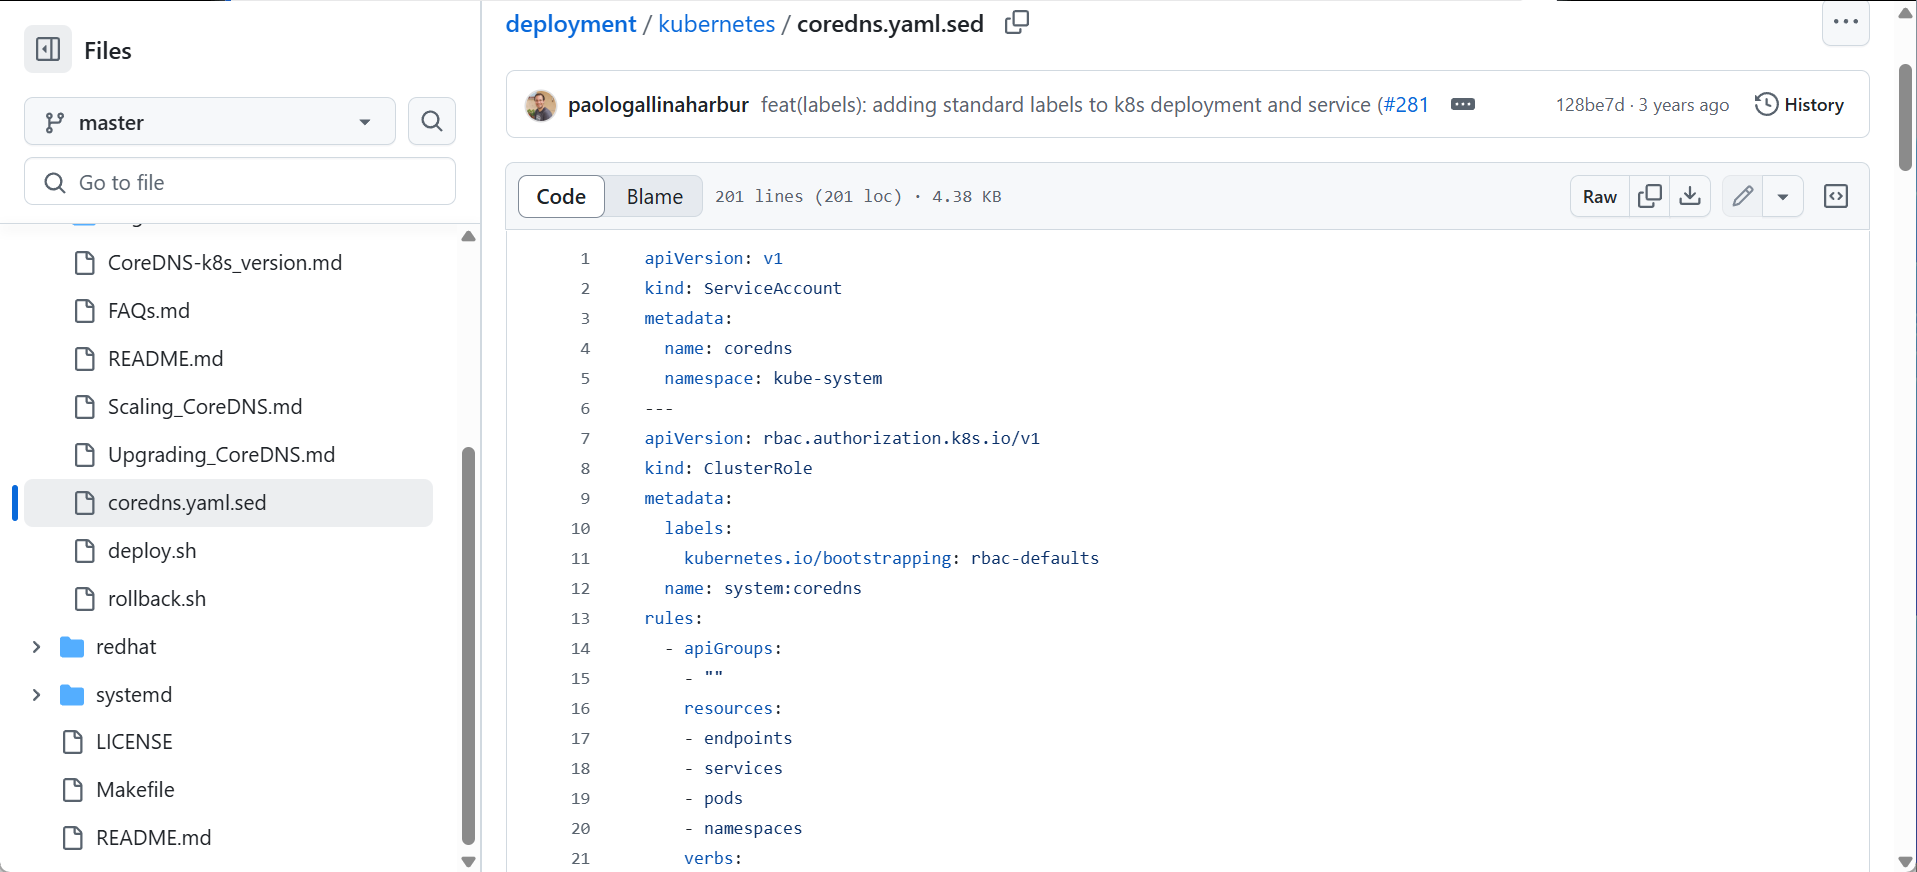 Files
master
Go to file
CoreDNS-k8s_version.md
FAQs.md
README.md
Scaling_CoreDNS.md
Upgrading_CoreDNS.md
coredns.yaml.sed
deploy.sh
rollback.sh
redhat
systemd
LICENSE
Makefile
README.md
deployment / kubernetes / coredns.yaml.sed
paologallinaharbur feat(labels): adding standard labels to k8s deployment and service (#281 128be7d · 3 years ago History
Code Blame 201 lines (201 loc) · 4.38 KB Raw
1 apiVersion: v1
2 kind: ServiceAccount
3 metadata:
4 name: coredns
5 namespace: kube-system
6 ---
7 apiVersion: rbac.authorization.k8s.io/v1
8 kind: ClusterRole
9 metadata:
10 labels:
11 kubernetes.io/bootstrapping: rbac-defaults
12 name: system:coredns
13 rules:
14 - apiGroups:
15 - ""
16 resources:
17 - endpoints
18 - services
19 - pods
20 - namespaces
21 verbs: